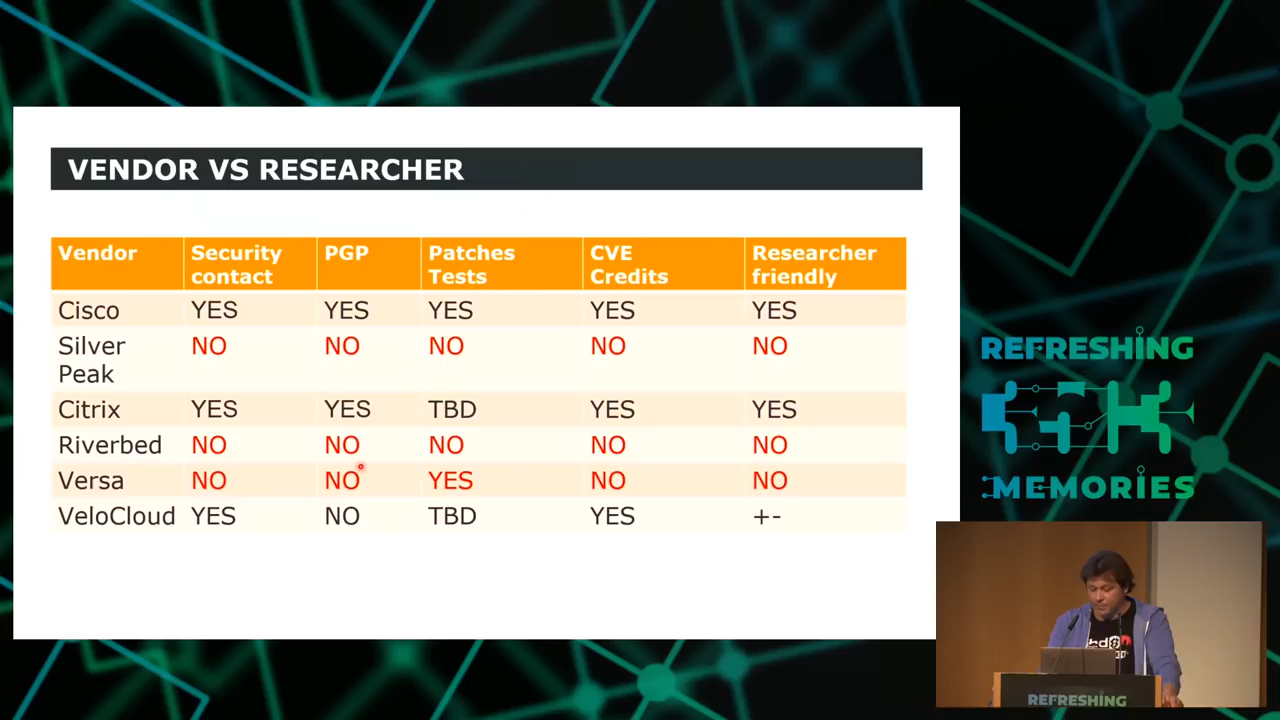 VENDOR VS RESEARCHER
Vendor Security contact PGP Patches Tests CVE Credits Researcher friendly
Cisco YES YES YES YES YES
Silver Peak NO NO NO NO NO
Citrix YES YES TBD YES YES
Riverbed NO NO NO NO NO
Versa NO NO YES NO NO
VeloCloud YES NO TBD YES +-
REFRESHING
MEMORIES
REFRESHING